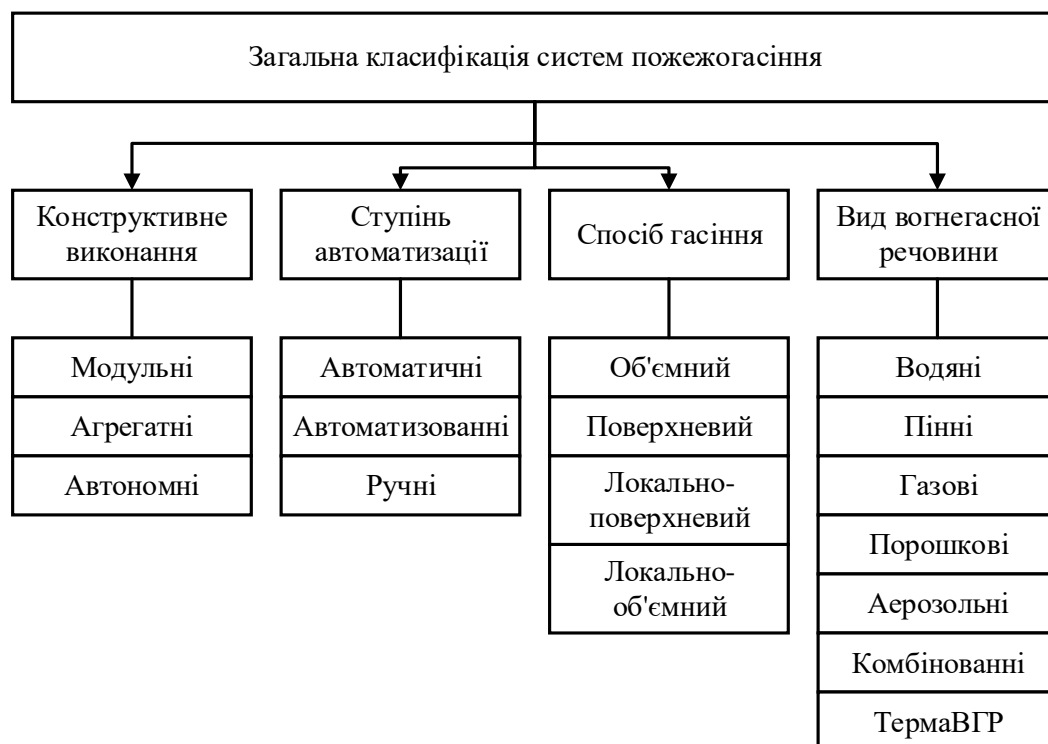 Загальна класифікація систем пожежогасіння
Конструктивне
виконання
Ступінь
автоматизації
Спосіб гасіння
Вид вогнегасної
речовини
Модульні
Агрегатні
Автономні
Автоматичні
Автоматизованні
Ручні
Об'ємний
Поверхневий
Локально-
поверхневий
Локально-
об'ємний
Водяні
Пінні
Газові
Порошкові
Аерозольні
Комбінованні
ТермаВГР